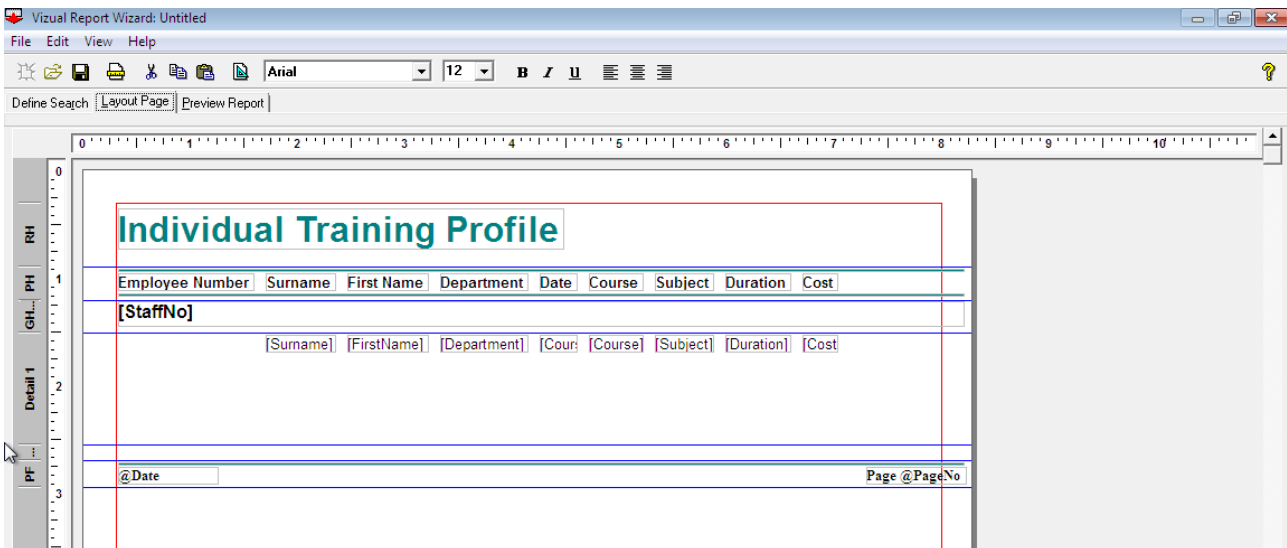 Vizual Report Wizard: Untitled
File Edit View Help
Arial 12 B I U ?
Define Search Layout Page Preview Report
0 1 2 3 4 5 6 7 8 9 10
0
RH
Individual Training Profile
PH 1
Employee Number Surname First Name Department Date Course Subject Duration Cost
GH...
[StaffNo]
[Surname] [FirstName] [Department] [Cour [Course] [Subject] [Duration] [Cost
Detail 1
2
...
PF
@Date Page @PageNo
3